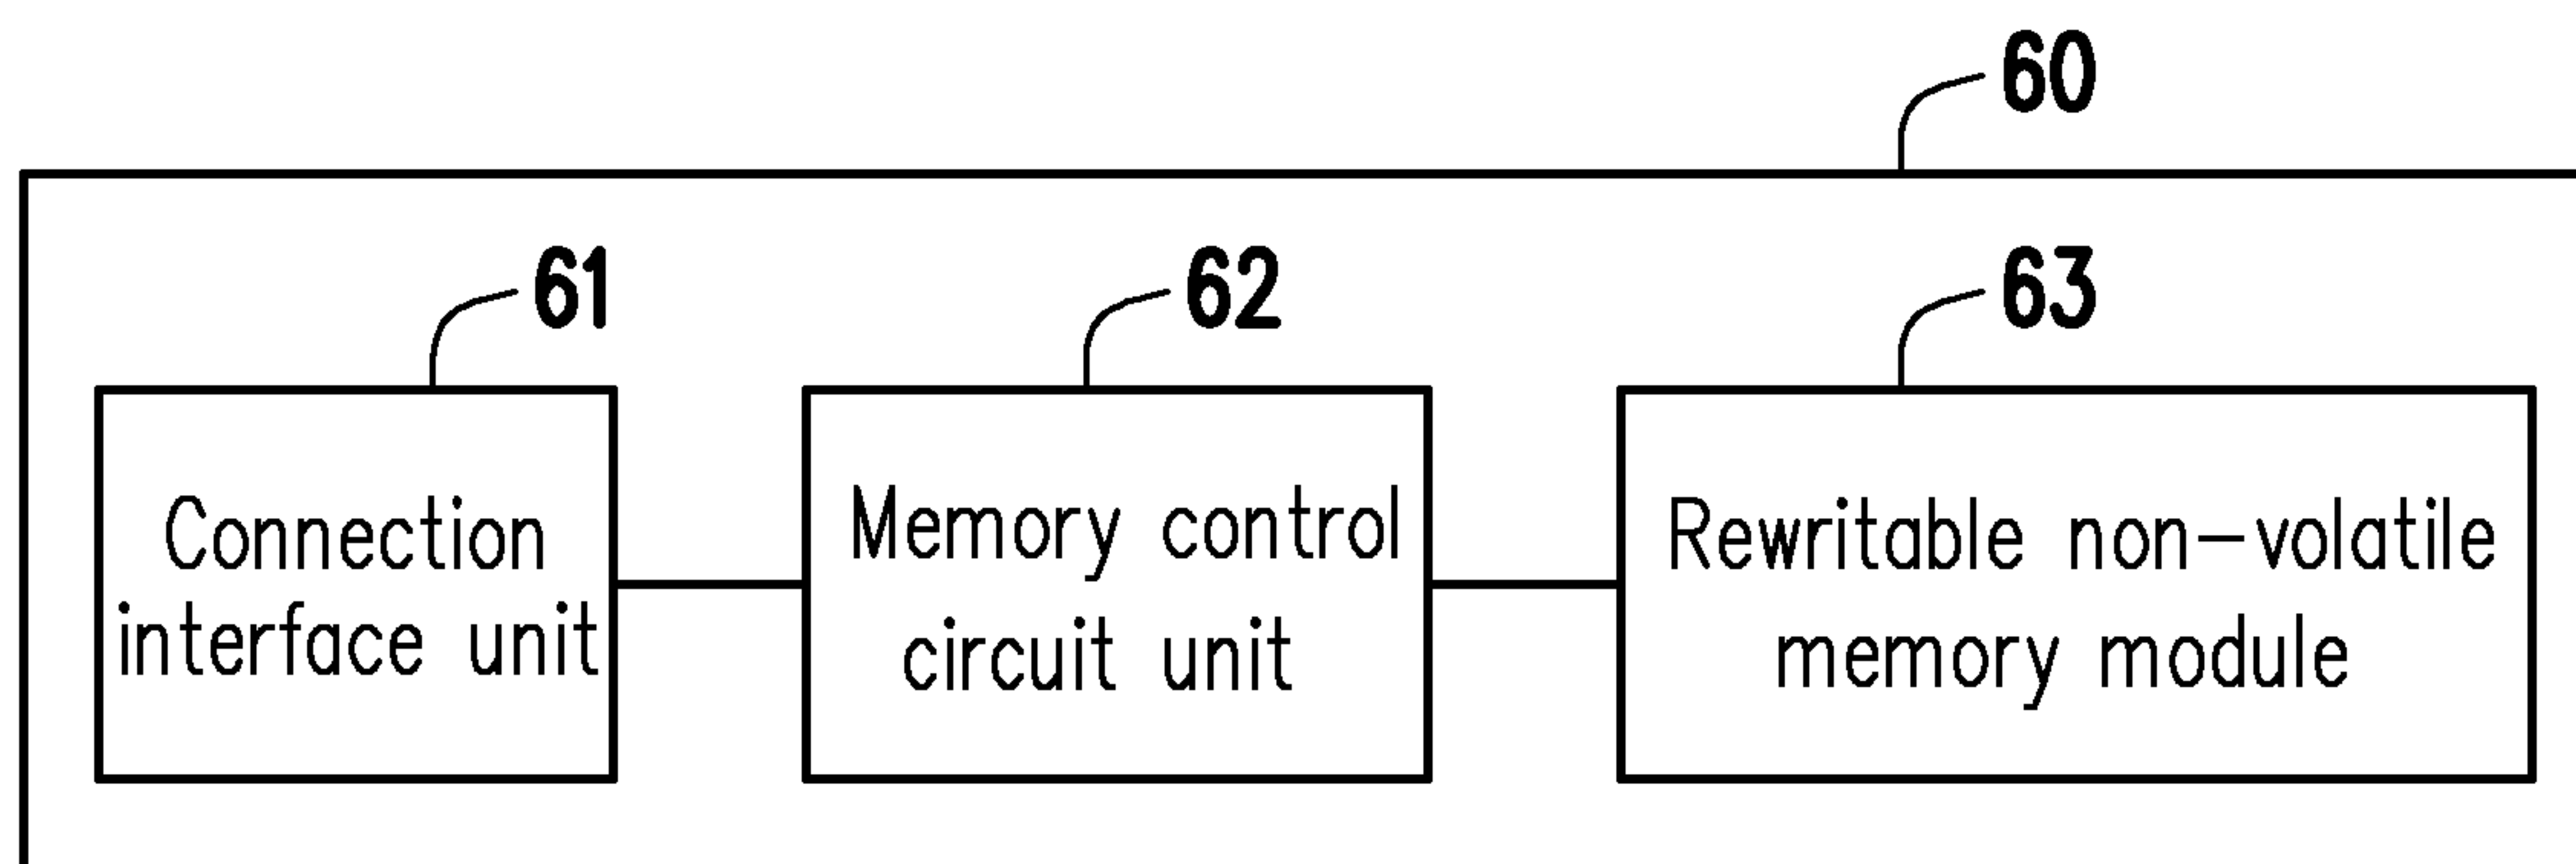 60
61
62
63
Connection
interface unit
Memory control
circuit unit
Rewritable non-volatile
memory module